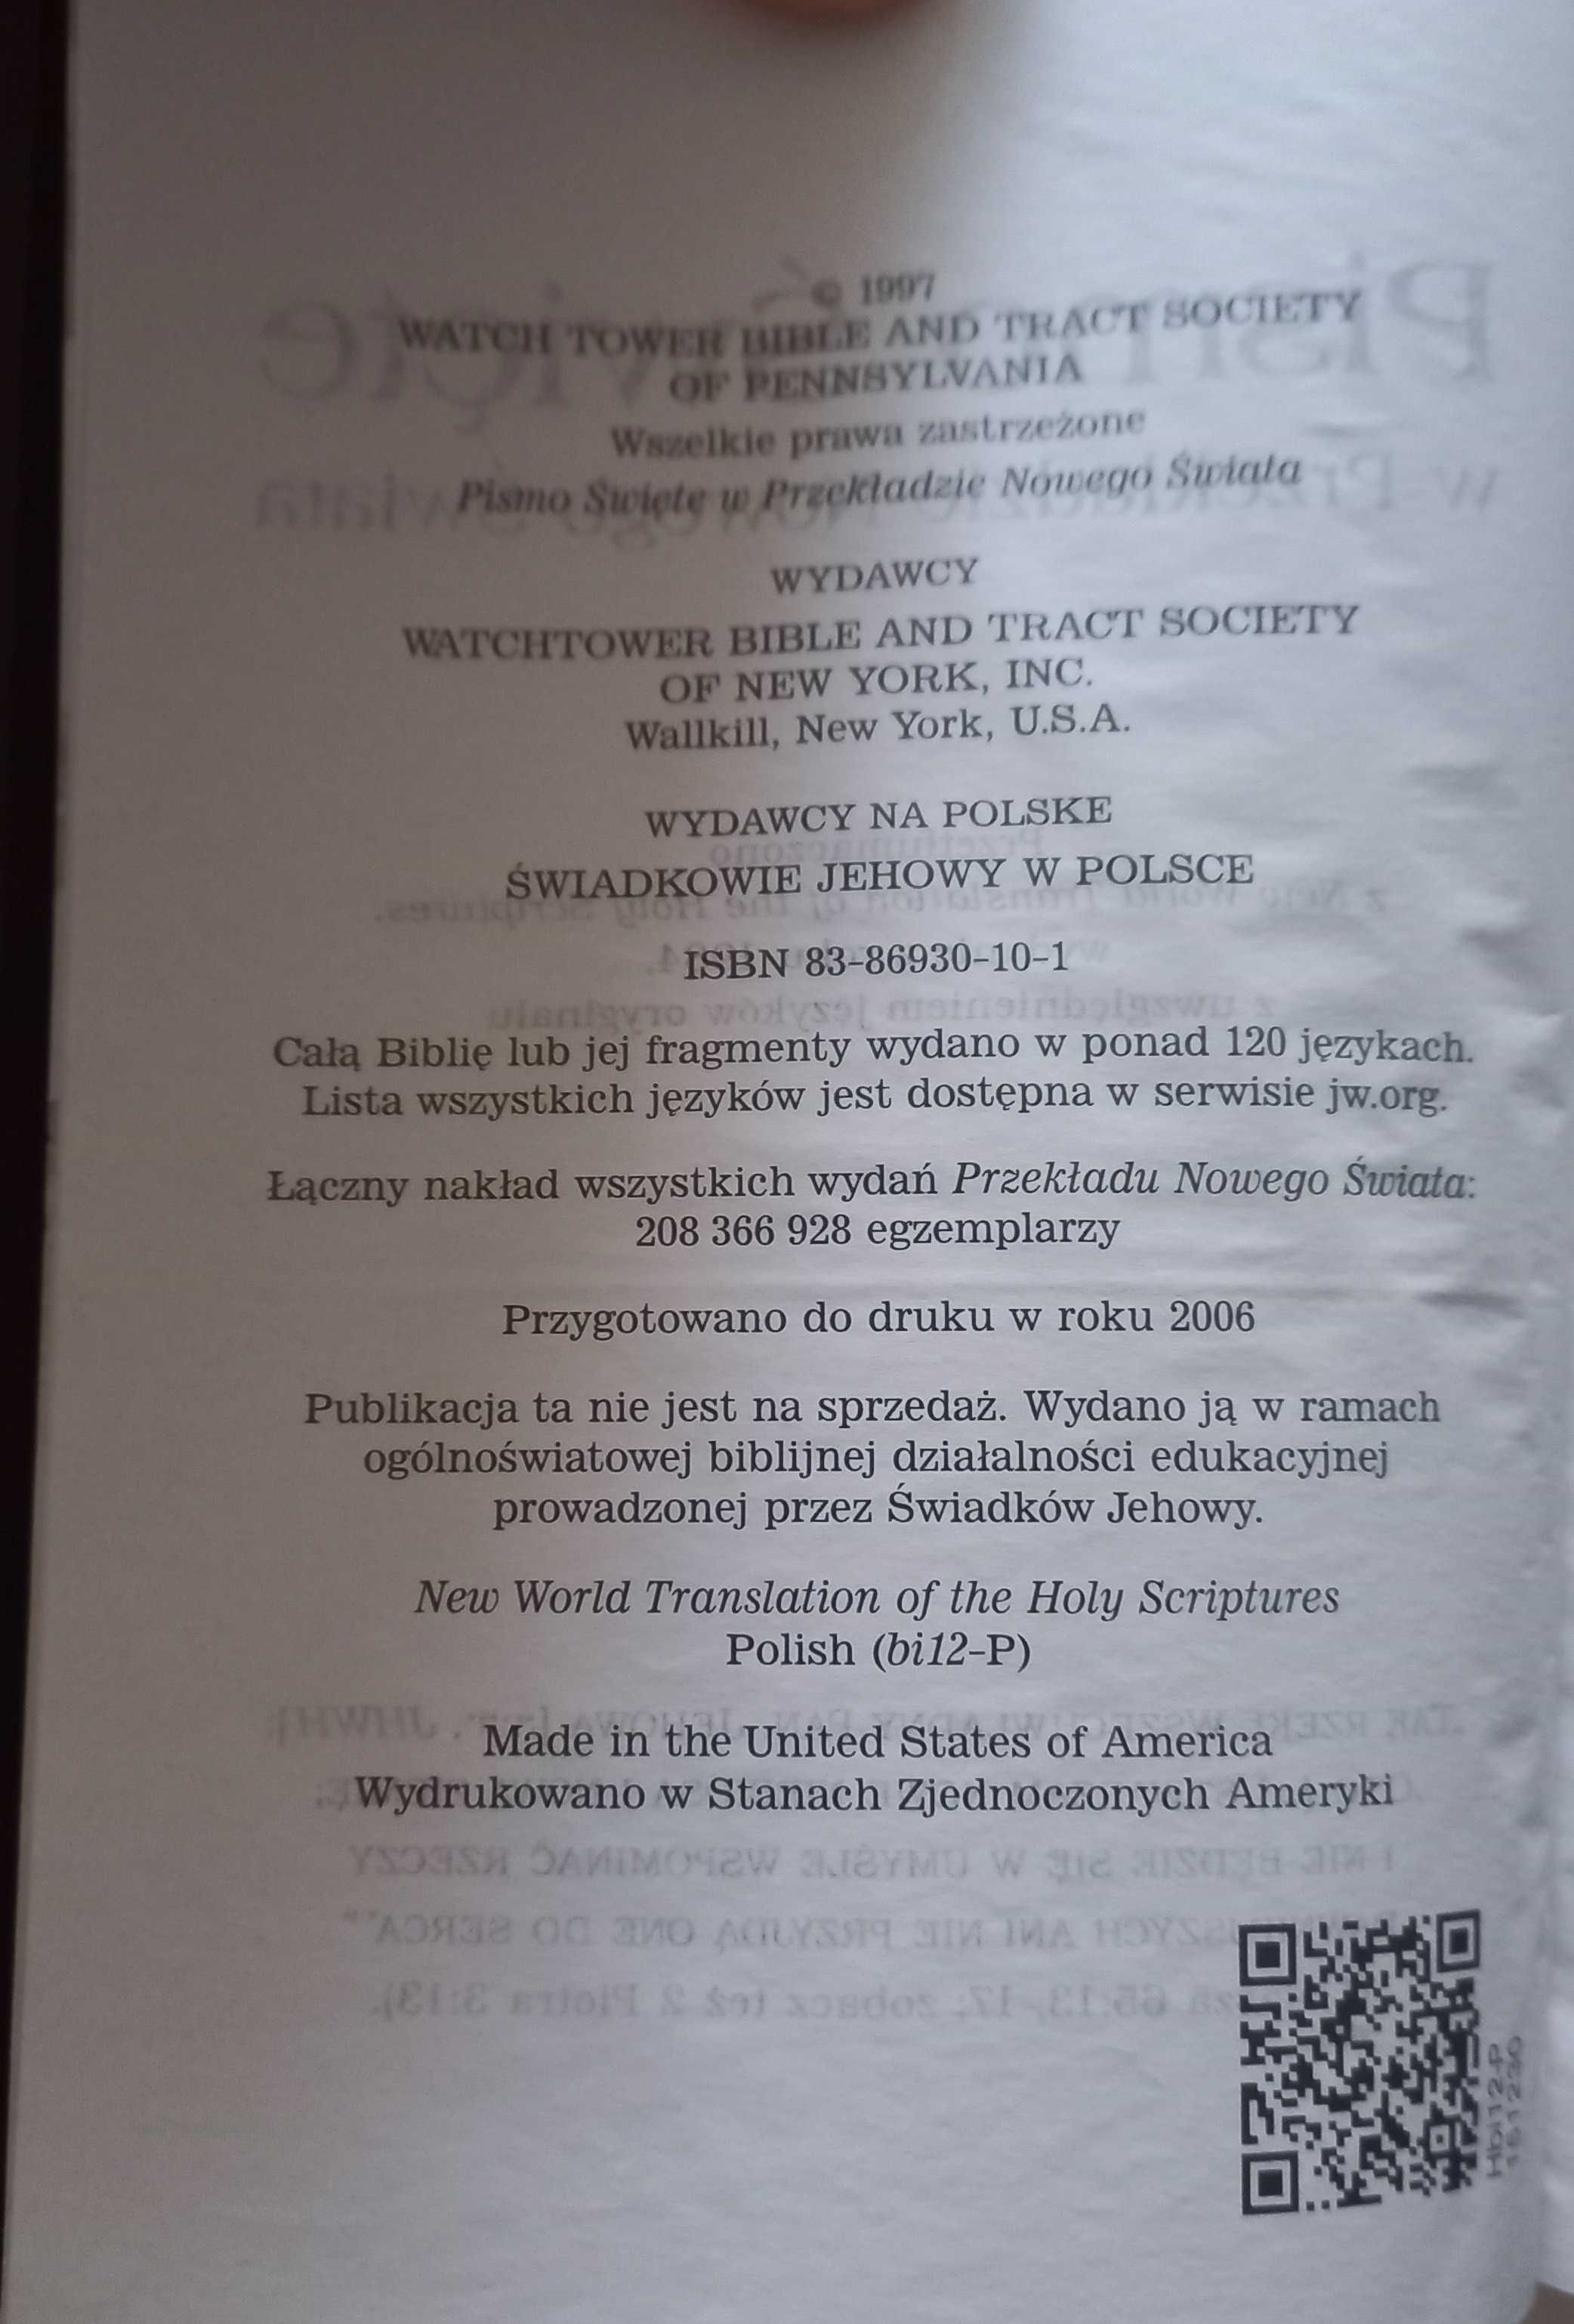 © 1997
WATCH TOWER BIBLE AND TRACT SOCIETY
OF PENNSYLVANIA
Wszelkie prawa zastrzeżone
Pismo Święte w Przekładzie Nowego Świata
WYDAWCY
WATCHTOWER BIBLE AND TRACT SOCIETY
OF NEW YORK, INC.
Wallkill, New York, U.S.A.
WYDAWCY NA POLSKĘ
ŚWIADKOWIE JEHOWY W POLSCE
ISBN 83-86930-10-1
Całą Biblię lub jej fragmenty wydano w ponad 120 językach.
Lista wszystkich języków jest dostępna w serwisie jw.org.
Łączny nakład wszystkich wydań Przekładu Nowego Świata:
208 366 928 egzemplarzy
Przygotowano do druku w roku 2006
Publikacja ta nie jest na sprzedaż. Wydano ją w ramach
ogólnoświatowej biblijnej działalności edukacyjnej
prowadzonej przez Świadków Jehowy.
New World Translation of the Holy Scriptures
Polish (bi12-P)
Made in the United States of America
Wydrukowano w Stanach Zjednoczonych Ameryki
Hbi12-P
161230